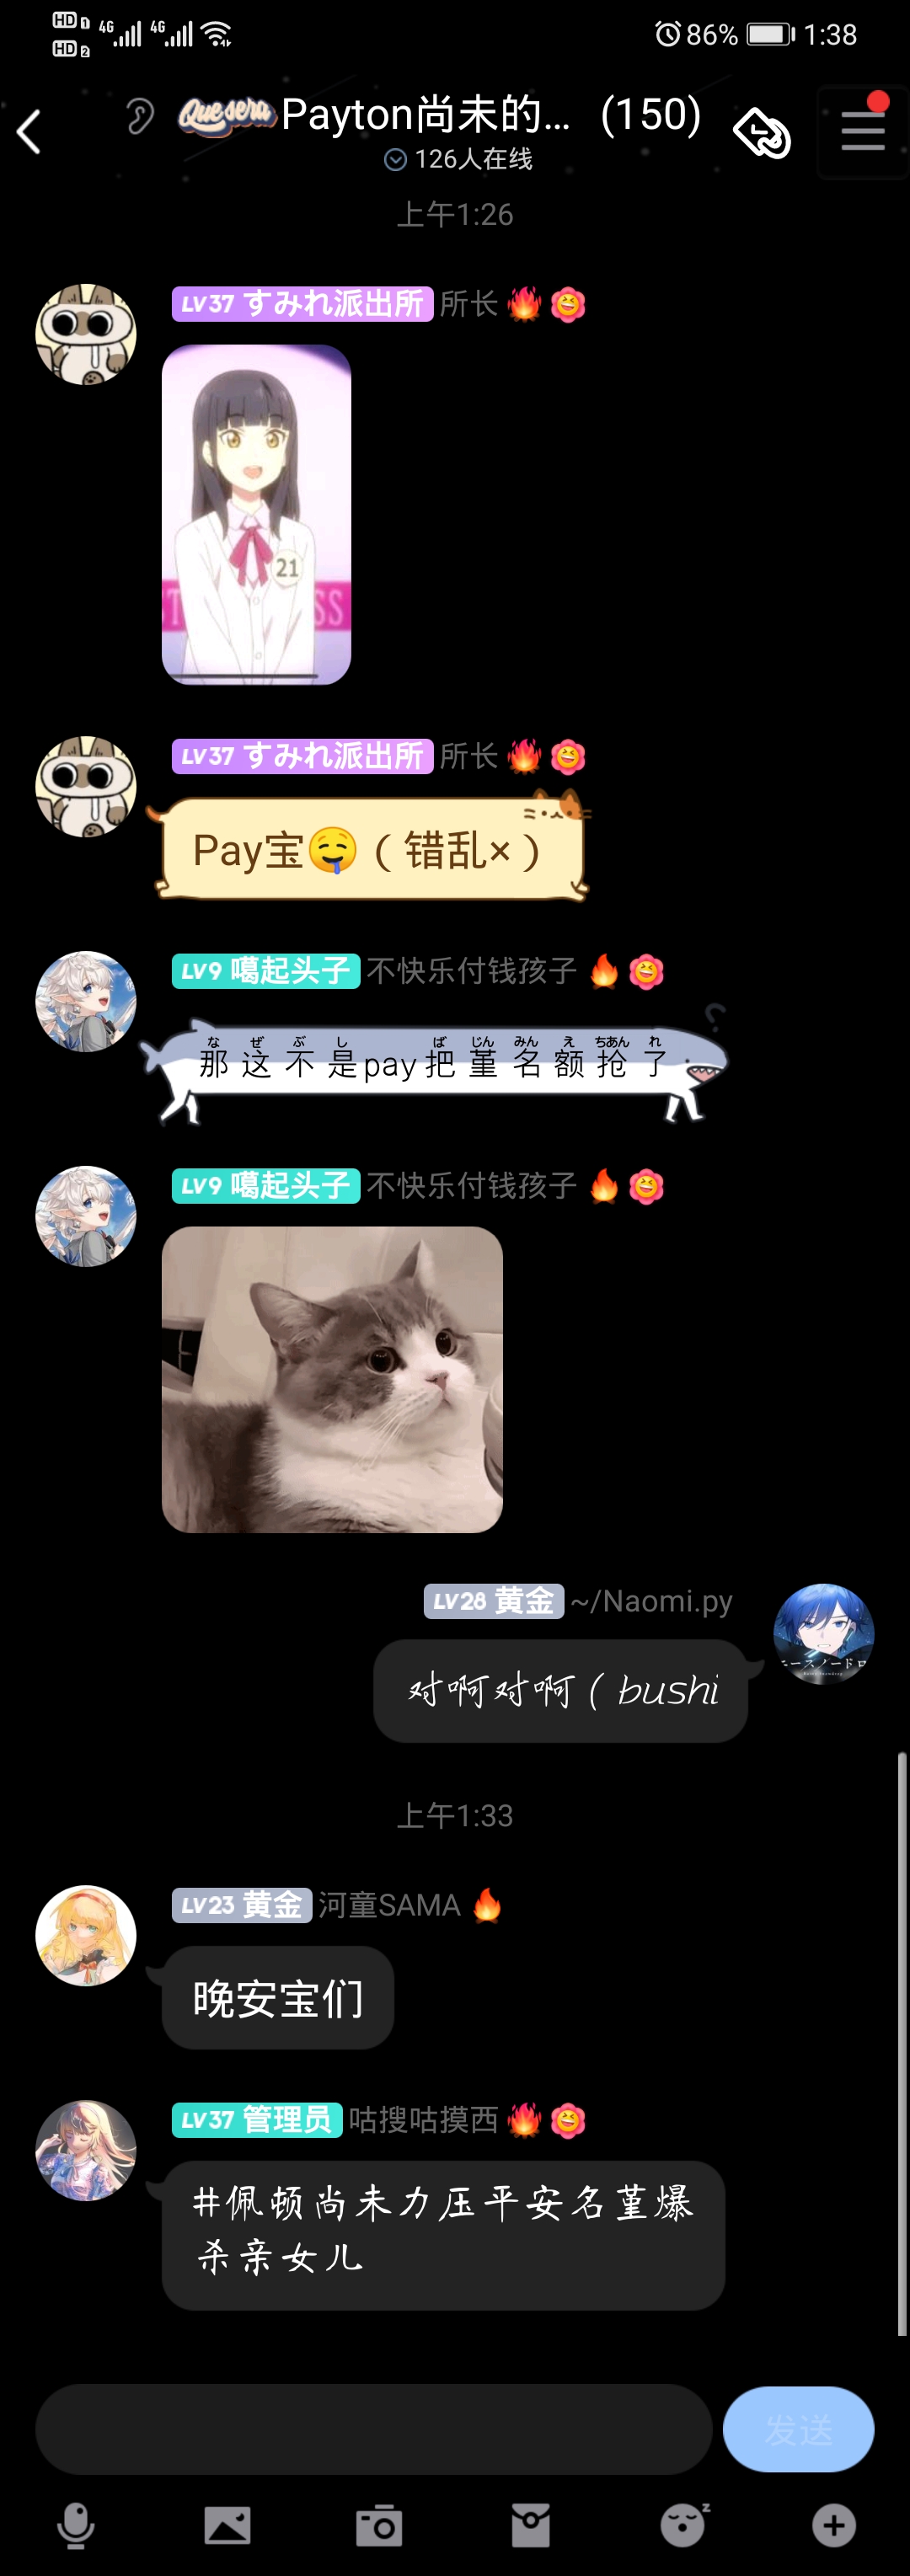 HD 1 4G 4G
HD 2
86% 1:38
Que sera Payton尚未的... (150)
126人在线
上午1:26
LV37 すみれ派出所 所长
21
LV37 すみれ派出所 所长
Pay宝🤤（错乱×）
LV9 噶起头子 不快乐付钱孩子
な ぜ ぶ し ば じん みん え ちあん れ
那这不是pay把堇名额抢了
LV9 噶起头子 不快乐付钱孩子
LV28 黄金 ~/Naomi.py
对啊对啊（bushi
上午1:33
LV23 黄金 河童SAMA
晚安宝们
LV37 管理员 咕搜咕摸西
#佩顿尚未力压平安名堇爆
杀亲女儿
发送